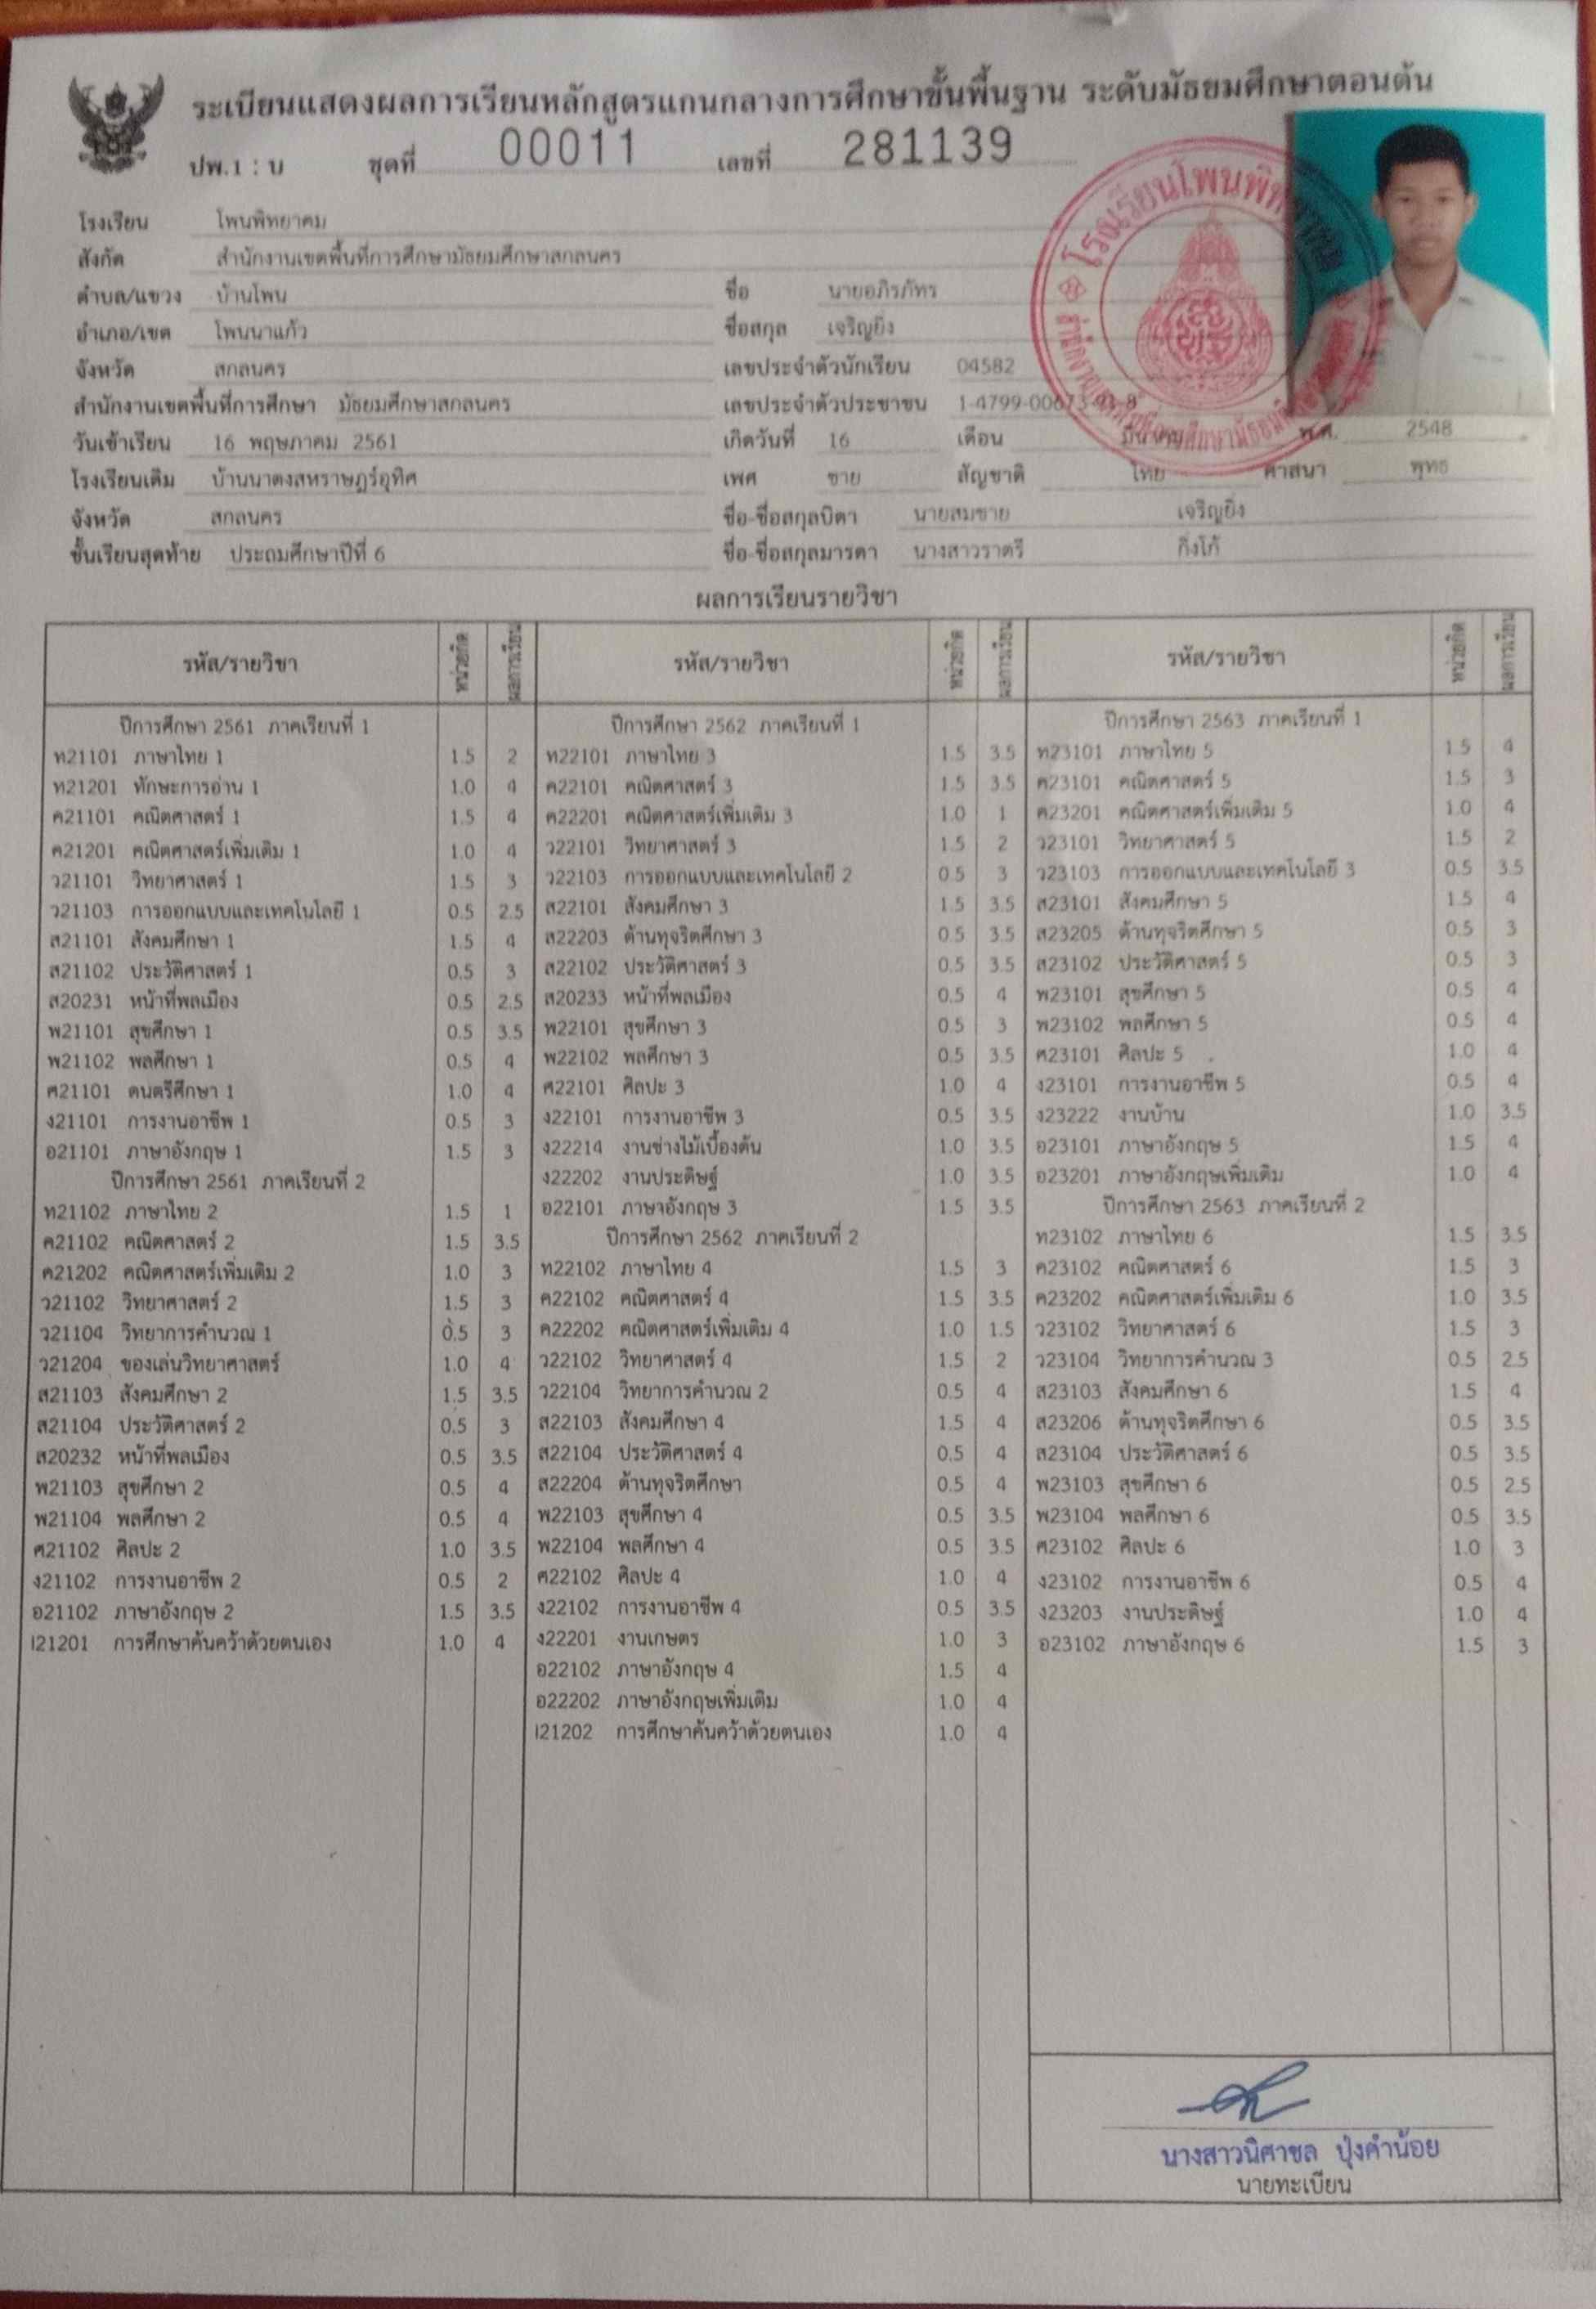 ระเบียนแสดงผลการเรียนหลักสูตรแกนกลางการศึกษาขั้นพื้นฐาน ระดับมัธยมศึกษาตอนต้น
ปพ.1 : บ ชุดที่ 00011 เลขที่ 281139
โรงเรียน โพนพิทยาคม
สังกัด สำนักงานเขตพื้นที่การศึกษามัธยมศึกษาสกลนคร
ตำบล/แขวง บ้านโพน
อำเภอ/เขต โพนนาแก้ว
จังหวัด สกลนคร
สำนักงานเขตพื้นที่การศึกษา มัธยมศึกษาสกลนคร
วันเข้าเรียน 16 พฤษภาคม 2561
โรงเรียนเดิม บ้านนาตงสหราษฎร์อุทิศ
จังหวัด สกลนคร
ชั้นเรียนสุดท้าย ประถมศึกษาปีที่ 6
ชื่อ นายอภิรภัทร
ชื่อสกุล เจริญยิ่ง
เลขประจำตัวนักเรียน 04582
เลขประจำตัวประชาชน 1-4799-00673
เกิดวันที่ 16 เดือน มีนาคม พ.ศ. 2548
เพศ ชาย สัญชาติ ไทย ศาสนา พุทธ
ชื่อ-ชื่อสกุลบิดา นายสมชาย เจริญยิ่ง
ชื่อ-ชื่อสกุลมารดา นางสาวราตรี กิ่งโก้
โรงเรียนโพนพิทยาคม
ผลการเรียนรายวิชา
รหัส/รายวิชา หน่วยกิต ผลการเรียน
ปีการศึกษา 2561 ภาคเรียนที่ 1
ท21101 ภาษาไทย 1 1.5 2
ท21201 ทักษะการอ่าน 1 1.0 4
ค21101 คณิตศาสตร์ 1 1.5 4
ค21201 คณิตศาสตร์เพิ่มเติม 1 1.0 4
ว21101 วิทยาศาสตร์ 1 1.5 3
ว21103 การออกแบบและเทคโนโลยี 1 0.5 2.5
ส21101 สังคมศึกษา 1 1.5 4
ส21102 ประวัติศาสตร์ 1 0.5 3
ส20231 หน้าที่พลเมือง 0.5 2.5
พ21101 สุขศึกษา 1 0.5 3.5
พ21102 พลศึกษา 1 0.5 4
ศ21101 ดนตรีศึกษา 1 1.0 4
ง21101 การงานอาชีพ 1 0.5 3
อ21101 ภาษาอังกฤษ 1 1.5 3
ปีการศึกษา 2561 ภาคเรียนที่ 2
ท21102 ภาษาไทย 2 1.5 1
ค21102 คณิตศาสตร์ 2 1.5 3.5
ค21202 คณิตศาสตร์เพิ่มเติม 2 1.0 3
ว21102 วิทยาศาสตร์ 2 1.5 3
ว21104 วิทยาการคำนวณ 1 0.5 3
ว21204 ของเล่นวิทยาศาสตร์ 1.0 4
ส21103 สังคมศึกษา 2 1.5 3.5
ส21104 ประวัติศาสตร์ 2 0.5 3
ส20232 หน้าที่พลเมือง 0.5 3.5
พ21103 สุขศึกษา 2 0.5 4
พ21104 พลศึกษา 2 0.5 4
ศ21102 ศิลปะ 2 1.0 3.5
ง21102 การงานอาชีพ 2 0.5 2
อ21102 ภาษาอังกฤษ 2 1.5 3.5
I21201 การศึกษาค้นคว้าด้วยตนเอง 1.0 4
รหัส/รายวิชา หน่วยกิต ผลการเรียน
ปีการศึกษา 2562 ภาคเรียนที่ 1
ท22101 ภาษาไทย 3 1.5 3.5
ค22101 คณิตศาสตร์ 3 1.5 3.5
ค22201 คณิตศาสตร์เพิ่มเติม 3 1.0 1
ว22101 วิทยาศาสตร์ 3 1.5 2
ว22103 การออกแบบและเทคโนโลยี 2 0.5 3
ส22101 สังคมศึกษา 3 1.5 3.5
ส22203 ต้านทุจริตศึกษา 3 0.5 3.5
ส22102 ประวัติศาสตร์ 3 0.5 3.5
ส20233 หน้าที่พลเมือง 0.5 4
พ22101 สุขศึกษา 3 0.5 3
พ22102 พลศึกษา 3 0.5 3.5
ศ22101 ศิลปะ 3 1.0 4
ง22101 การงานอาชีพ 3 0.5 3.5
ง22214 งานช่างไม้เบื้องต้น 1.0 3.5
ง22202 งานประดิษฐ์ 1.0 3.5
อ22101 ภาษาอังกฤษ 3 1.5 3.5
ปีการศึกษา 2562 ภาคเรียนที่ 2
ท22102 ภาษาไทย 4 1.5 3
ค22102 คณิตศาสตร์ 4 1.5 3.5
ค22202 คณิตศาสตร์เพิ่มเติม 4 1.0 1.5
ว22102 วิทยาศาสตร์ 4 1.5 2
ว22104 วิทยาการคำนวณ 2 0.5 4
ส22103 สังคมศึกษา 4 1.5 4
ส22104 ประวัติศาสตร์ 4 0.5 4
ส22204 ต้านทุจริตศึกษา 0.5 4
พ22103 สุขศึกษา 4 0.5 3.5
พ22104 พลศึกษา 4 0.5 3.5
ศ22102 ศิลปะ 4 1.0 4
ง22102 การงานอาชีพ 4 0.5 3.5
ง22201 งานเกษตร 1.0 3
อ22102 ภาษาอังกฤษ 4 1.5 4
อ22202 ภาษาอังกฤษเพิ่มเติม 1.0 4
I21202 การศึกษาค้นคว้าด้วยตนเอง 1.0 4
รหัส/รายวิชา หน่วยกิต ผลการเรียน
ปีการศึกษา 2563 ภาคเรียนที่ 1
ท23101 ภาษาไทย 5 1.5 4
ค23101 คณิตศาสตร์ 5 1.5 3
ค23201 คณิตศาสตร์เพิ่มเติม 5 1.0 4
ว23101 วิทยาศาสตร์ 5 1.5 2
ว23103 การออกแบบและเทคโนโลยี 3 0.5 3.5
ส23101 สังคมศึกษา 5 1.5 4
ส23205 ต้านทุจริตศึกษา 5 0.5 3
ส23102 ประวัติศาสตร์ 5 0.5 3
พ23101 สุขศึกษา 5 0.5 4
พ23102 พลศึกษา 5 0.5 4
ศ23101 ศิลปะ 5 1.0 4
ง23101 การงานอาชีพ 5 0.5 4
ง23222 งานบ้าน 1.0 3.5
อ23101 ภาษาอังกฤษ 5 1.5 4
อ23201 ภาษาอังกฤษเพิ่มเติม 1.0 4
ปีการศึกษา 2563 ภาคเรียนที่ 2
ท23102 ภาษาไทย 6 1.5 3.5
ค23102 คณิตศาสตร์ 6 1.5 3
ค23202 คณิตศาสตร์เพิ่มเติม 6 1.0 3.5
ว23102 วิทยาศาสตร์ 6 1.5 3
ว23104 วิทยาการคำนวณ 3 0.5 2.5
ส23103 สังคมศึกษา 6 1.5 4
ส23206 ต้านทุจริตศึกษา 6 0.5 3.5
ส23104 ประวัติศาสตร์ 6 0.5 3.5
พ23103 สุขศึกษา 6 0.5 2.5
พ23104 พลศึกษา 6 0.5 3.5
ศ23102 ศิลปะ 6 1.0 3
ง23102 การงานอาชีพ 6 0.5 4
ง23203 งานประดิษฐ์ 1.0 4
อ23102 ภาษาอังกฤษ 6 1.5 3
นางสาวนิศาชล ปุ่งคำน้อย
นายทะเบียน